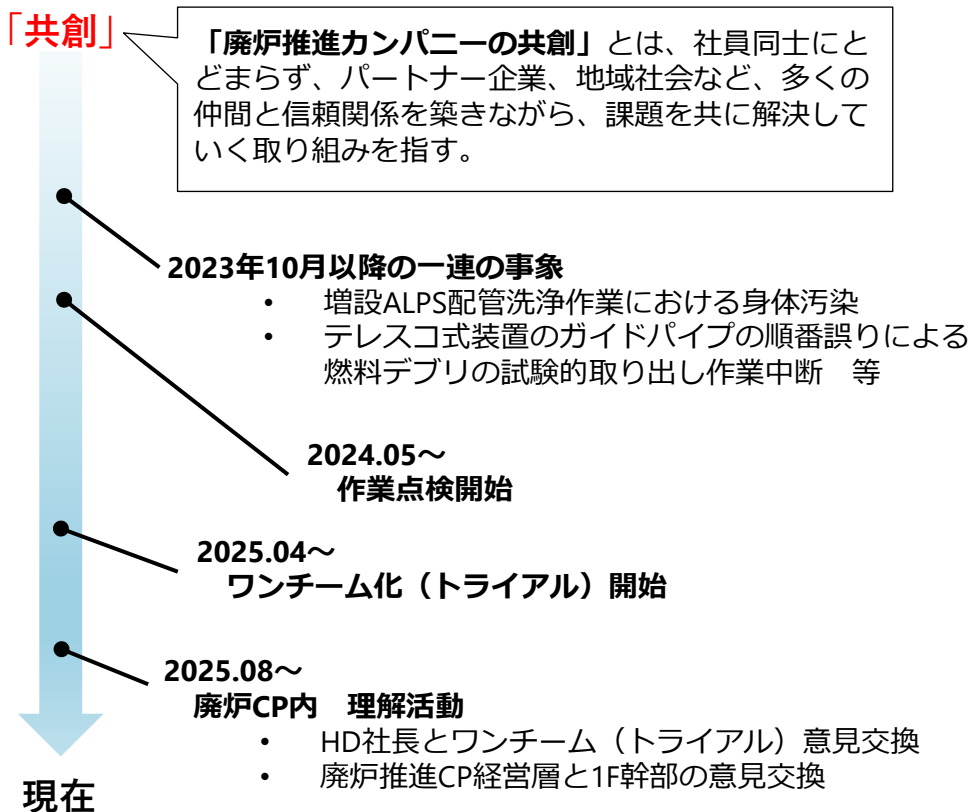 「共創」
「廃炉推進カンパニーの共創」とは、社員同士にと
どまらず、パートナー企業、地域社会など、多くの
仲間と信頼関係を築きながら、課題を共に解決して
いく取り組みを指す。
2023年10月以降の一連の事象
• 増設ALPS配管洗浄作業における身体汚染
• テレスコ式装置のガイドパイプの順番誤りによる
燃料デブリの試験的取り出し作業中断　等
2024.05～
作業点検開始
2025.04～
ワンチーム化（トライアル）開始
2025.08～
廃炉CP内　理解活動
• HD社長とワンチーム（トライアル）意見交換
• 廃炉推進CP経営層と1F幹部の意見交換
現在